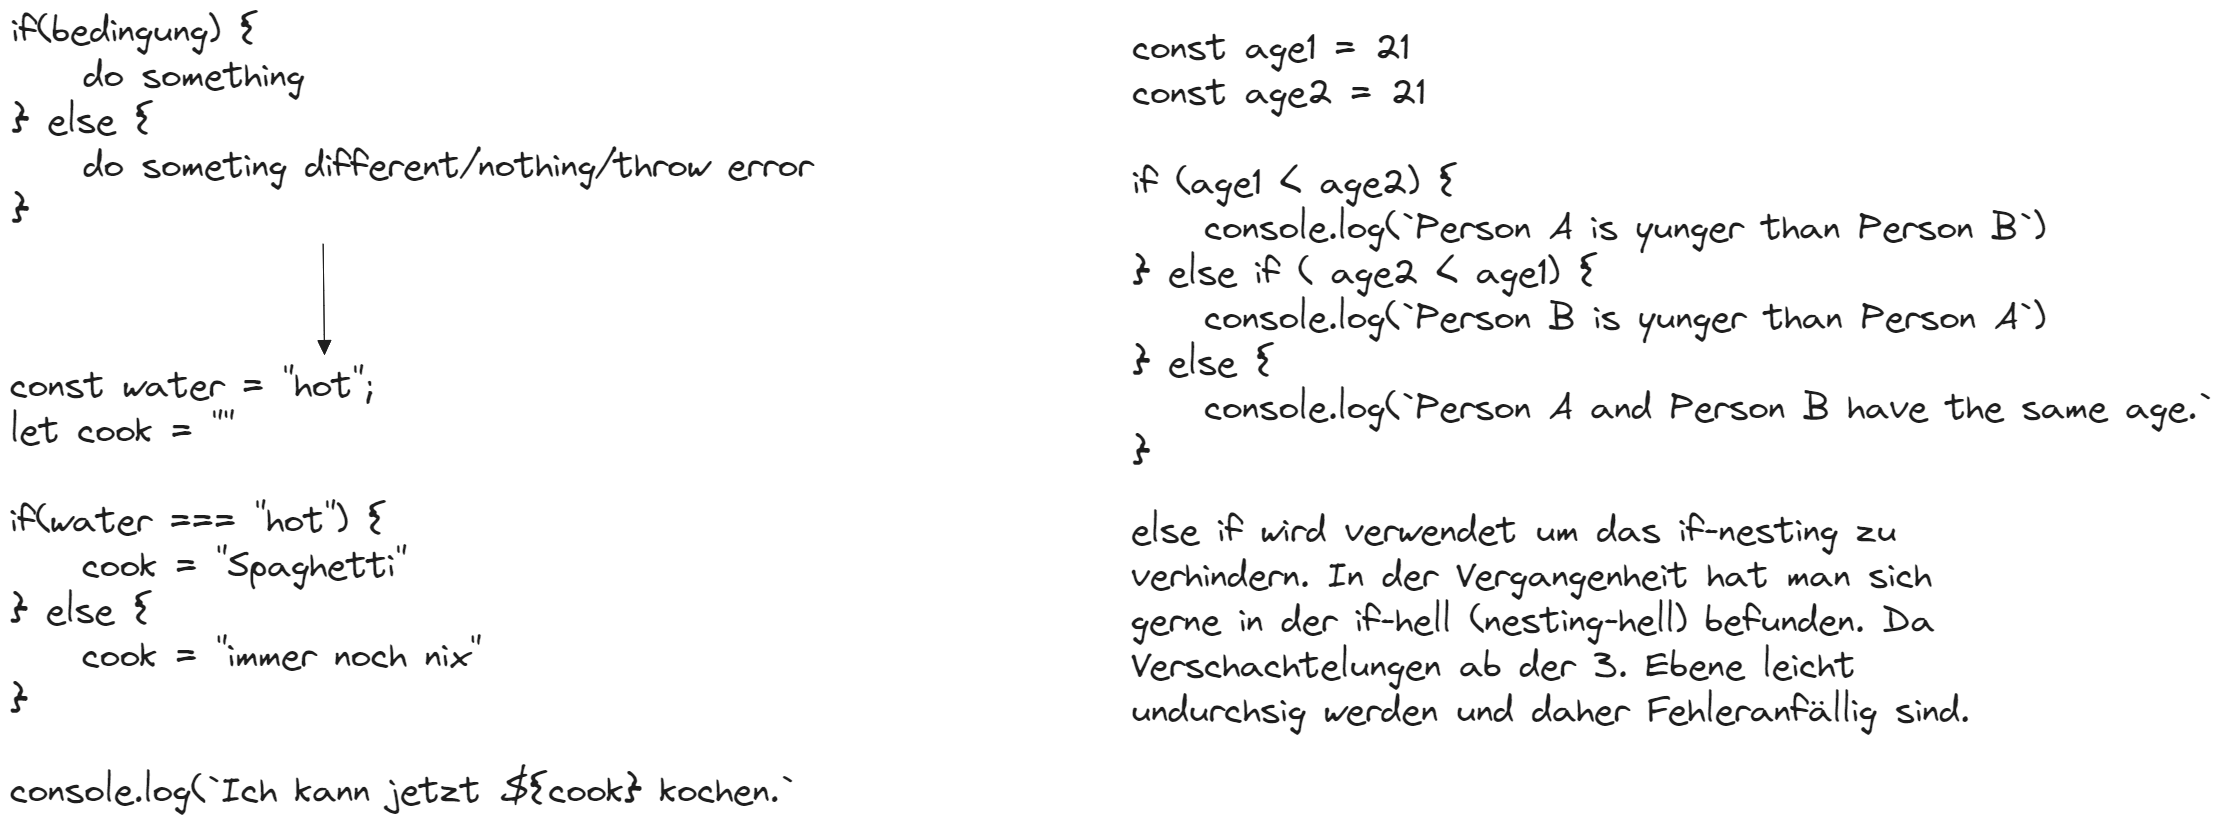 if(bedingung) {
do something
} else {
do someting different/nothing/throw error
}
const water = "hot";
let cook = ""
if(water === "hot") {
cook = "Spaghetti"
} else {
cook = "immer noch nix"
}
console.log(`Ich kann jetzt ${cook} kochen.`
const age1 = 21
const age2 = 21
if (age1 < age2) {
console.log(`Person A is yunger than Person B`)
} else if ( age2 < age1) {
console.log(`Person B is yunger than Person A`)
} else {
console.log(`Person A and Person B have the same age.`
}
else if wird verwendet um das if-nesting zu
verhindern. In der Vergangenheit hat man sich
gerne in der if-hell (nesting-hell) befunden. Da
Verschachtelungen ab der 3. Ebene leicht
undurchsig werden und daher Fehleranfällig sind.